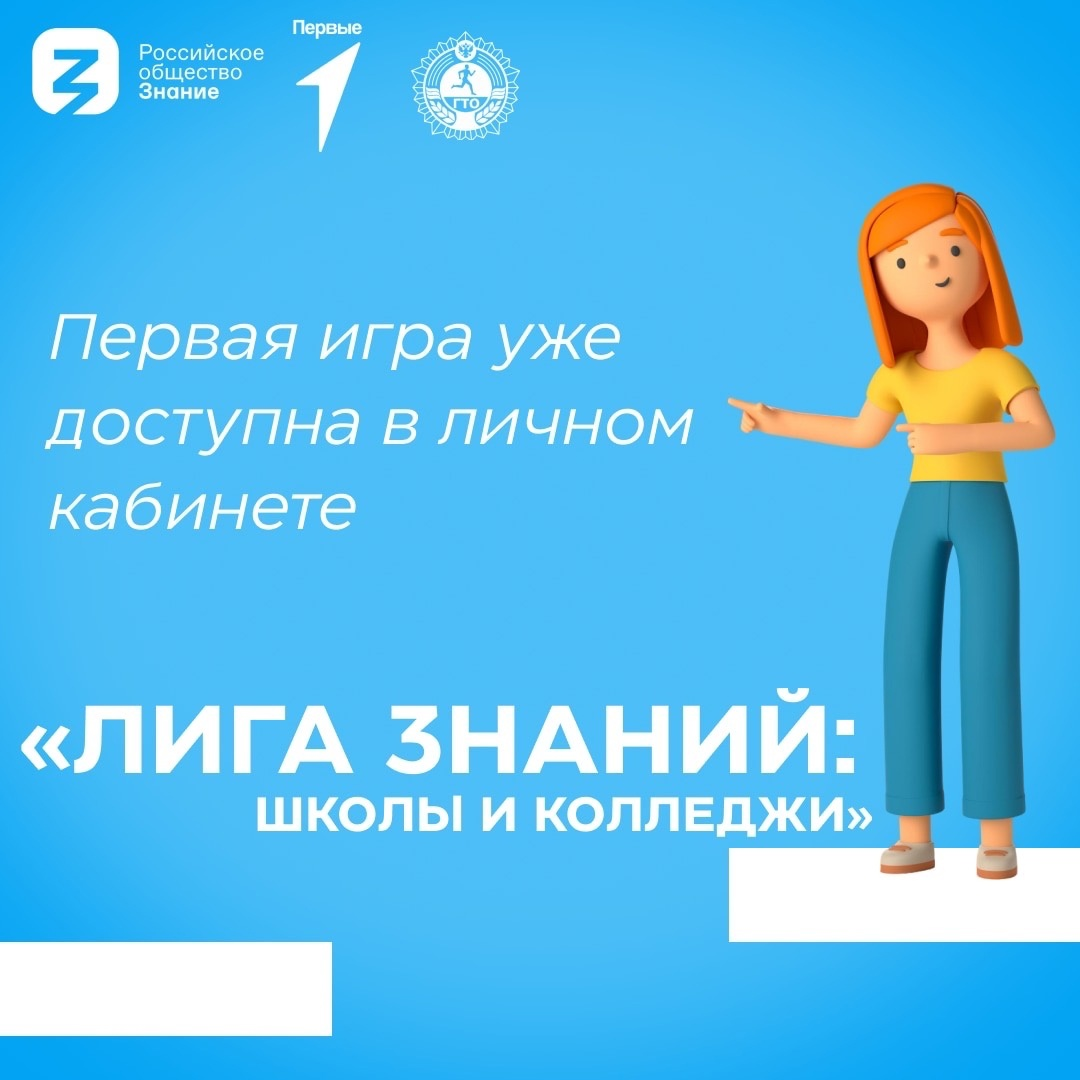 Российское
общество
Знание
Первые
ГТО
Первая игра уже
доступна в личном
кабинете
«ЛИГА ЗНАНИЙ:
ШКОЛЫ И КОЛЛЕДЖИ»